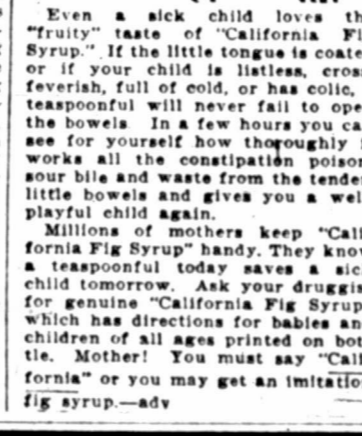 Even a sick child loves th
"fruity" taste of "California Fi
Syrup." If the little tongue is coate
or if your child is listless, cros
feverish, full of cold, or has colic,
teaspoonful will never fail to ope
the bowels. In a few hours you ca
see for yourself how thoroughly i
works all the constipation poison
sour bile and waste from the tende
little bowels and gives you a wel
playful child again.
Millions of mothers keep "Cali
fornia Fig Syrup" handy. They know
a teaspoonful today saves a sic
child tomorrow. Ask your druggis
for genuine "California Fig Syrup
which has directions for babies an
children of all ages printed on bot
tle. Mother! You must say "Cali
fornia" or you may get an imitatio
fig syrup.—adv